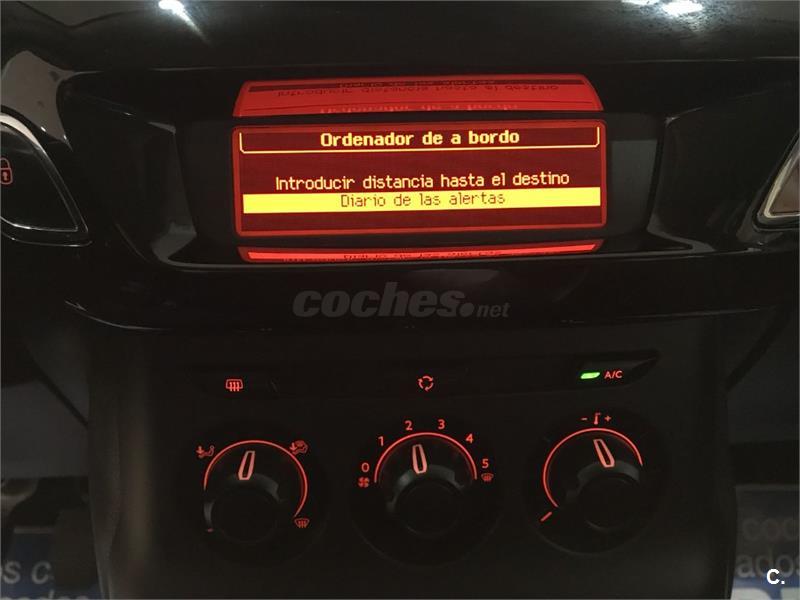 Ordenador de a bordo
Introducir distancia hasta el destino
Diario de las alertas
coches.net
A/C
0 1 2 3 4 5
- +
C.